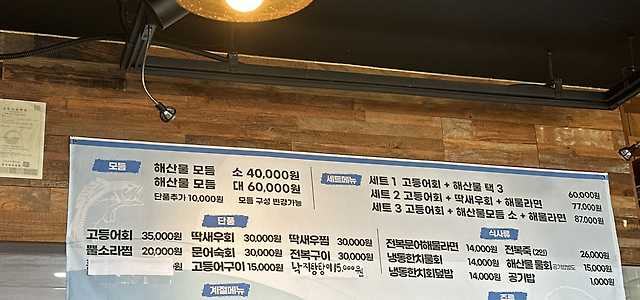 모듬
해산물 모듬 소 40,000원
해산물 모듬 대 60,000원
단품추가 10,000원 모듬 구성 변경가능
세트메뉴
세트 1 고등어회 + 해산물 택 3 60,000원
세트 2 고등어회 + 딱새우회 + 해물라면 77,000원
세트 3 고등어회 + 해산물모듬 소 + 해물라면 87,000원
단품
고등어회 35,000원 딱새우회 30,000원 딱새우찜 30,000원
뿔소라찜 20,000원 문어숙회 30,000원 전복구이 30,000원
15,000원 고등어구이 15,000원 낙지탕탕이 15,000원
식사류
전복문어해물라면 14,000원 전복죽 (2인) 26,000원
냉동한치물회 14,000원 해산물 물회 공기밥별도 15,000원
냉동한치회덮밥 14,000원 공기밥 1,000원
계절메뉴